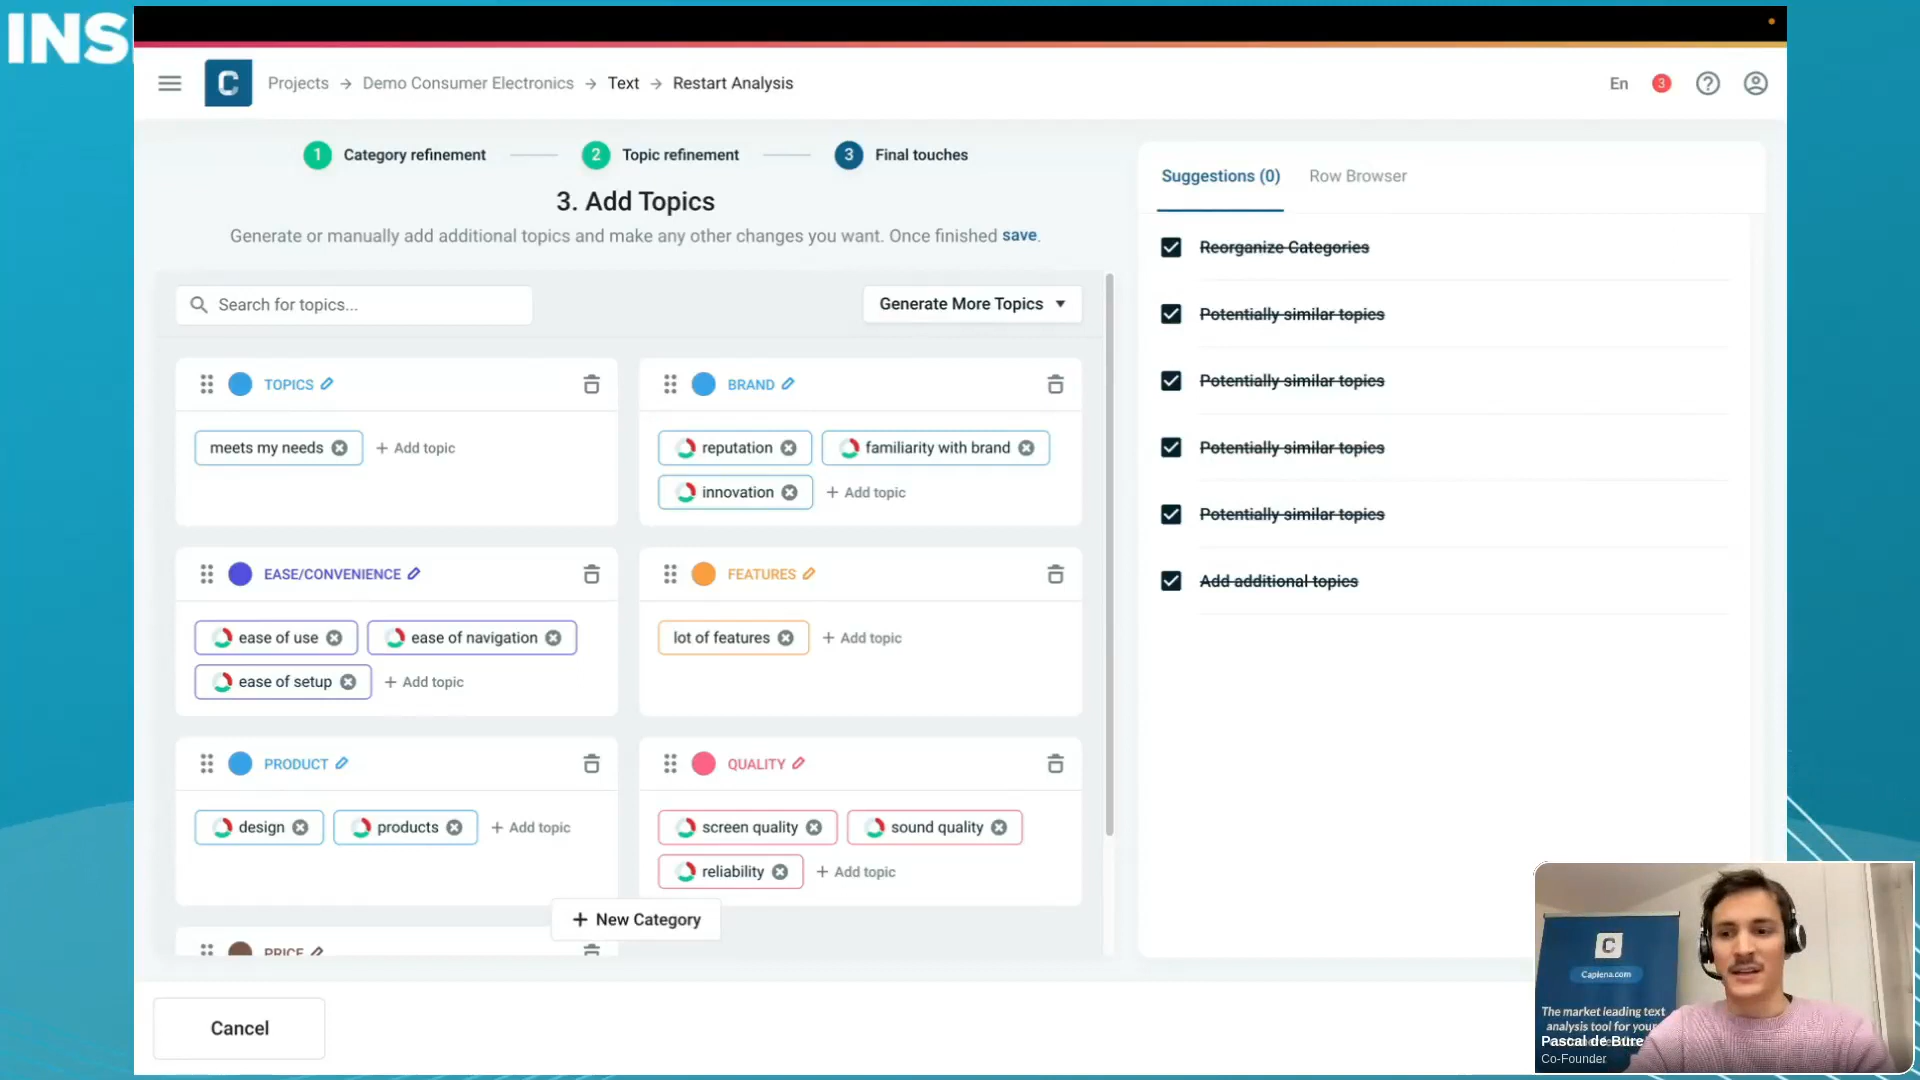 INS
C
Projects → Demo Consumer Electronics → Text → Restart Analysis
En
3
?
1 Category refinement
2 Topic refinement
3 Final touches
3. Add Topics
Generate or manually add additional topics and make any other changes you want. Once finished save.
Search for topics...
Generate More Topics
TOPICS
meets my needs
+ Add topic
BRAND
reputation
familiarity with brand
innovation
+ Add topic
EASE/CONVENIENCE
ease of use
ease of navigation
ease of setup
+ Add topic
FEATURES
lot of features
+ Add topic
PRODUCT
design
products
+ Add topic
QUALITY
screen quality
sound quality
reliability
+ Add topic
PRICE
+ New Category
Cancel
Suggestions (0)
Row Browser
Reorganize Categories
Potentially similar topics
Potentially similar topics
Potentially similar topics
Potentially similar topics
Add additional topics
C
Caplena.com
The market leading text
analysis tool for your
Pascal de Bure
Co-Founder